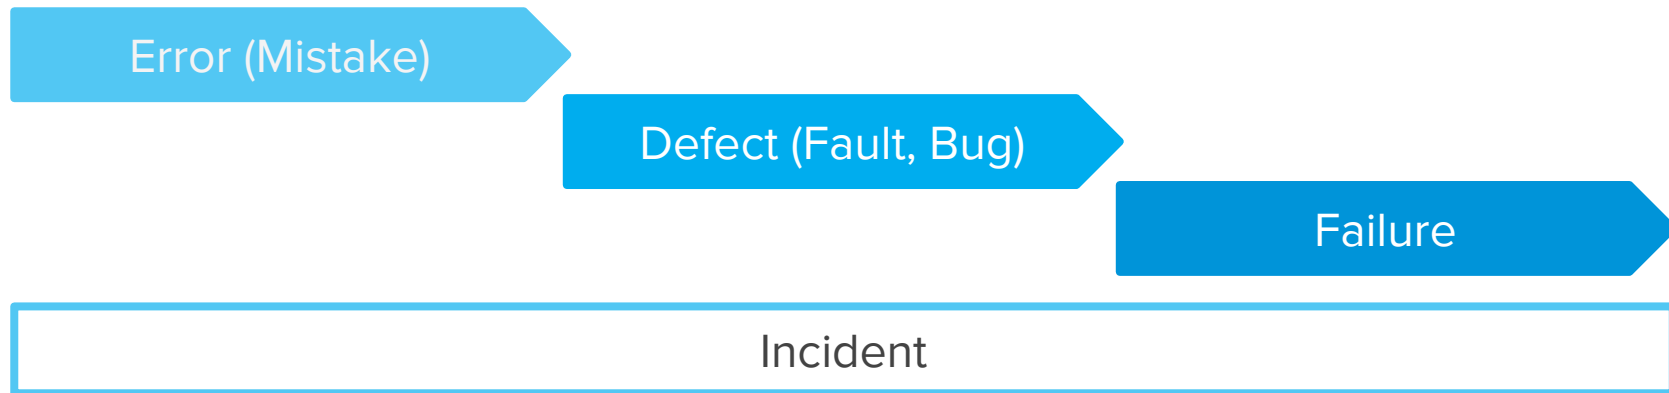 Error (Mistake)
Defect (Fault, Bug)
Failure
Incident